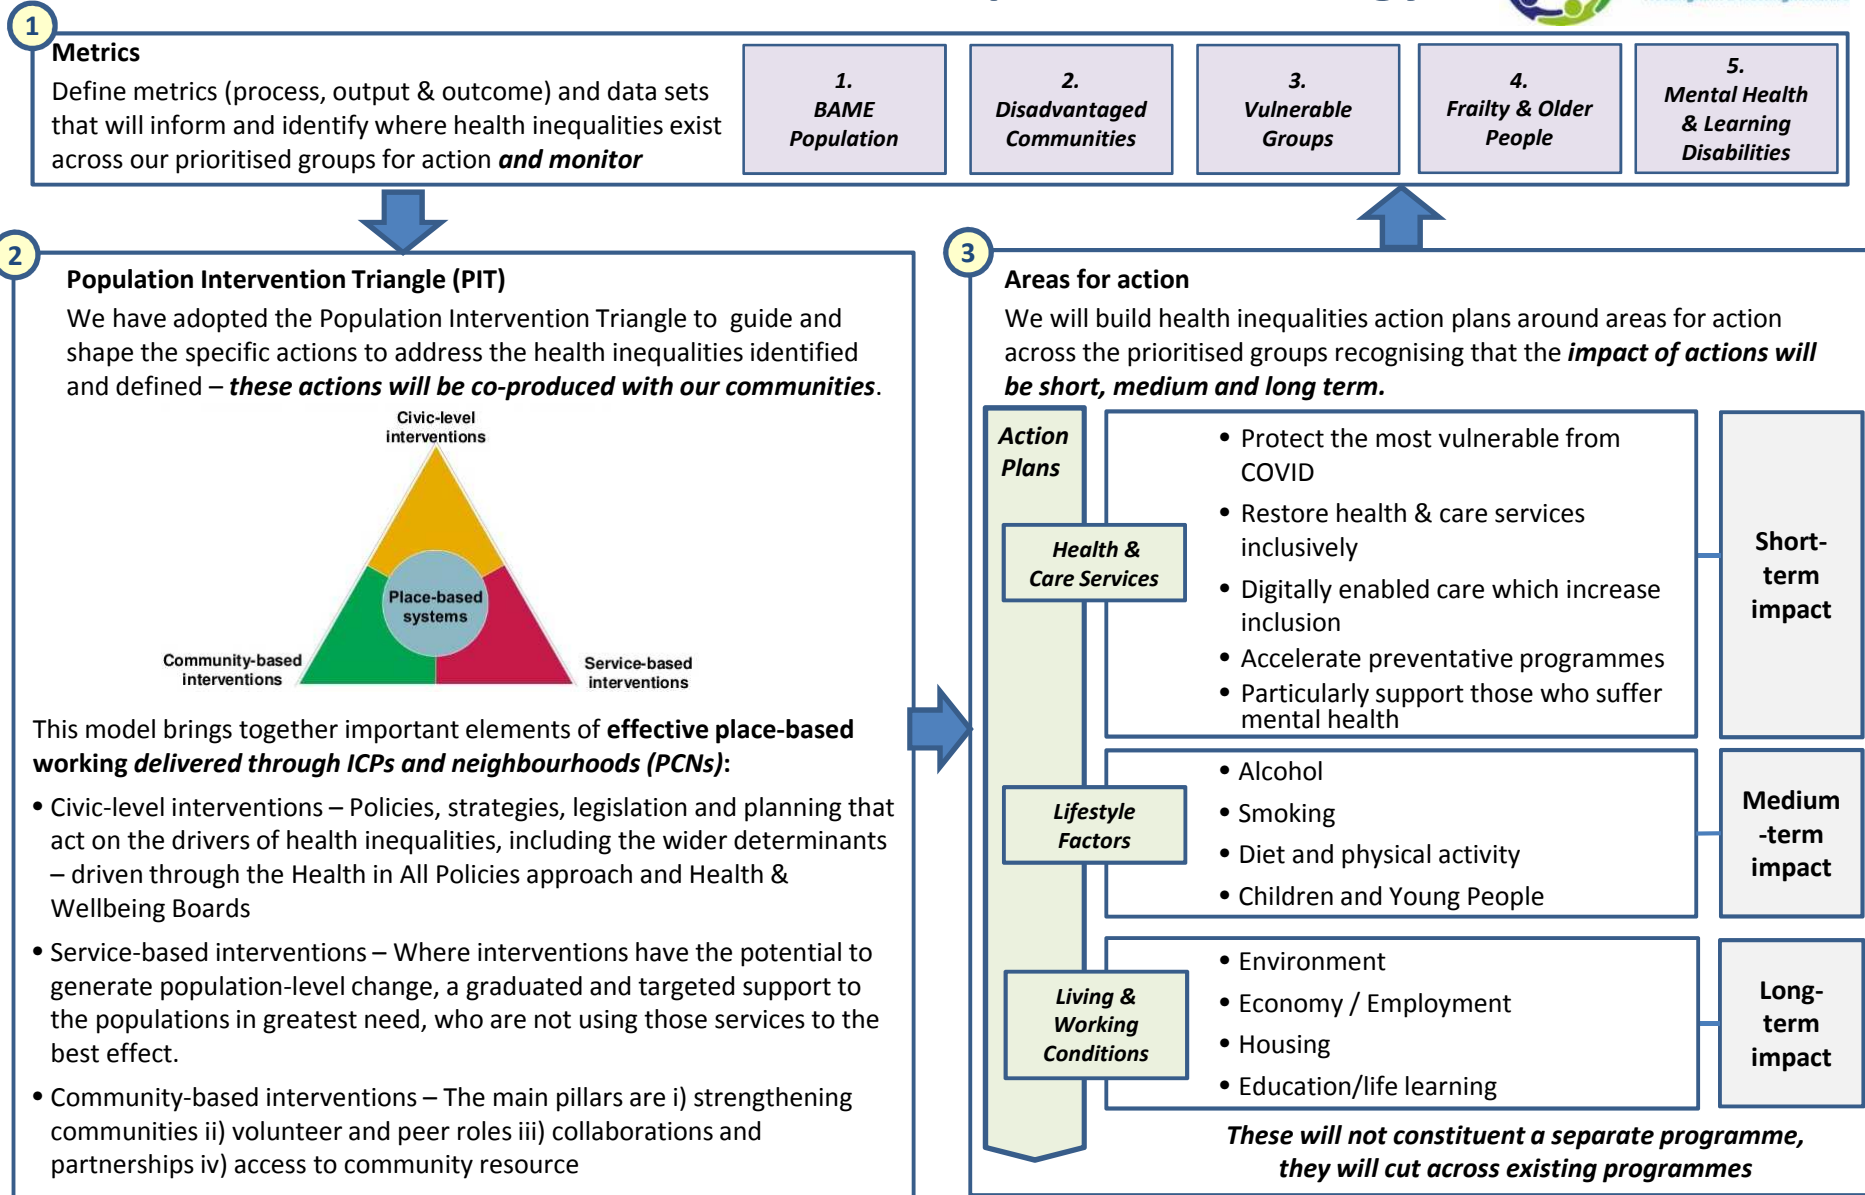 1
Metrics
Define metrics (process, output & outcome) and data sets
that will inform and identify where health inequalities exist
across our prioritised groups for action and monitor
1.
BAME
Population
2.
Disadvantaged
Communities
3.
Vulnerable
Groups
4.
Frailty & Older
People
5.
Mental Health
& Learning
Disabilities
2
Population Intervention Triangle (PIT)
We have adopted the Population Intervention Triangle to guide and
shape the specific actions to address the health inequalities identified
and defined – these actions will be co-produced with our communities.
Civic-level
interventions
Place-based
systems
Community-based
interventions
Service-based
interventions
This model brings together important elements of effective place-based
working delivered through ICPs and neighbourhoods (PCNs):
• Civic-level interventions – Policies, strategies, legislation and planning that
act on the drivers of health inequalities, including the wider determinants
– driven through the Health in All Policies approach and Health &
Wellbeing Boards
• Service-based interventions – Where interventions have the potential to
generate population-level change, a graduated and targeted support to
the populations in greatest need, who are not using those services to the
best effect.
• Community-based interventions – The main pillars are i) strengthening
communities ii) volunteer and peer roles iii) collaborations and
partnerships iv) access to community resource
3
Areas for action
We will build health inequalities action plans around areas for action
across the prioritised groups recognising that the impact of actions will
be short, medium and long term.
Action
Plans
Health &
Care Services
• Protect the most vulnerable from
COVID
• Restore health & care services
inclusively
• Digitally enabled care which increase
inclusion
• Accelerate preventative programmes
• Particularly support those who suffer
mental health
Short-
term
impact
Lifestyle
Factors
• Alcohol
• Smoking
• Diet and physical activity
• Children and Young People
Medium
-term
impact
Living &
Working
Conditions
• Environment
• Economy / Employment
• Housing
• Education/life learning
Long-
term
impact
These will not constituent a separate programme,
they will cut across existing programmes